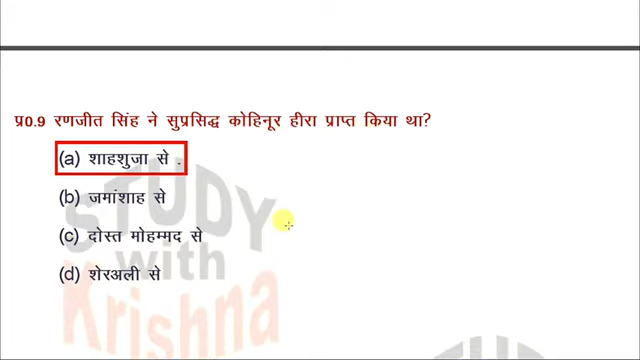 प्र0.9 रणजीत सिंह ने सुप्रसिद्ध कोहिनूर हीरा प्राप्त किया था?
(a) शाहशुजा से .
(b) जमांशाह से
(c) दोस्त मोहम्मद से
(d) शेरअली से
STUDY
with
Krishna